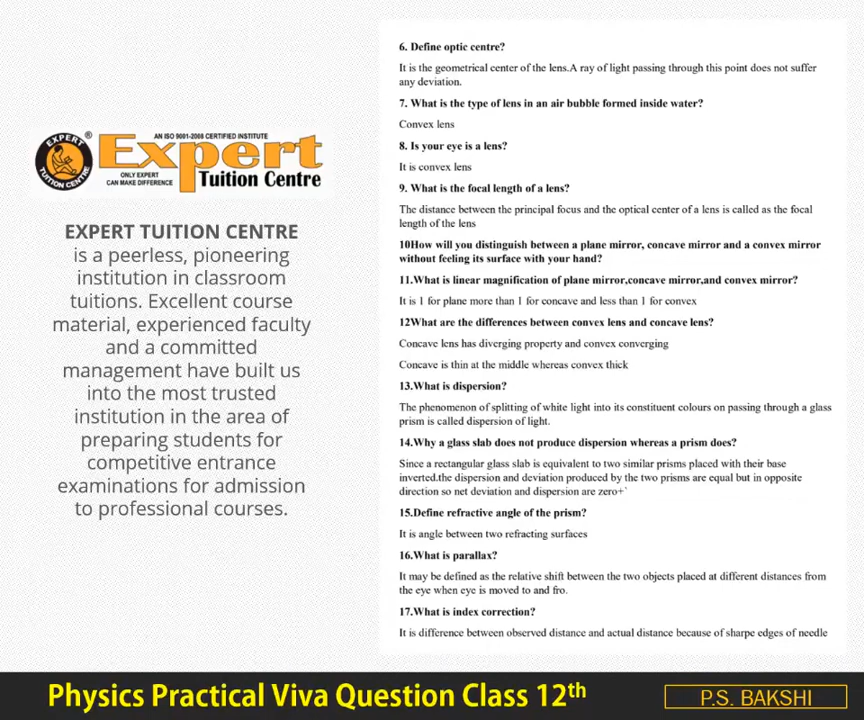 EXPERT TUITION CENTRE
®
AN ISO 9001-2008 CERTIFIED INSTITUTE
Expert
ONLY EXPERT
CAN MAKE DIFFERENCE
Tuition Centre
EXPERT TUITION CENTRE
is a peerless, pioneering
institution in classroom
tuitions. Excellent course
material, experienced faculty
and a committed
management have built us
into the most trusted
institution in the area of
preparing students for
competitive entrance
examinations for admission
to professional courses.
6. Define optic centre?
It is the geometrical center of the lens.A ray of light passing through this point does not suffer
any deviation.
7. What is the type of lens in an air bubble formed inside water?
Convex lens
8. Is your eye is a lens?
It is convex lens
9. What is the focal length of a lens?
The distance between the principal focus and the optical center of a lens is called as the focal
length of the lens
10How will you distinguish between a plane mirror, concave mirror and a convex mirror
without feeling its surface with your hand?
11.What is linear magnification of plane mirror,concave mirror,and convex mirror?
It is 1 for plane more than 1 for concave and less than 1 for convex
12What are the differences between convex lens and concave lens?
Concave lens has diverging property and convex converging
Concave is thin at the middle whereas convex thick
13.What is dispersion?
The phenomenon of splitting of white light into its constituent colours on passing through a glass
prism is called dispersion of light.
14.Why a glass slab does not produce dispersion whereas a prism does?
Since a rectangular glass slab is equivalent to two similar prisms placed with their base
inverted.the dispersion and deviation produced by the two prisms are equal but in opposite
direction so net deviation and dispersion are zero+`
15.Define refractive angle of the prism?
It is angle between two refracting surfaces
16.What is parallax?
It may be defined as the relative shift between the two objects placed at different distances from
the eye when eye is moved to and fro.
17.What is index correction?
It is difference between observed distance and actual distance because of sharpe edges of needle
Physics Practical Viva Question Class 12th
P.S. BAKSHI